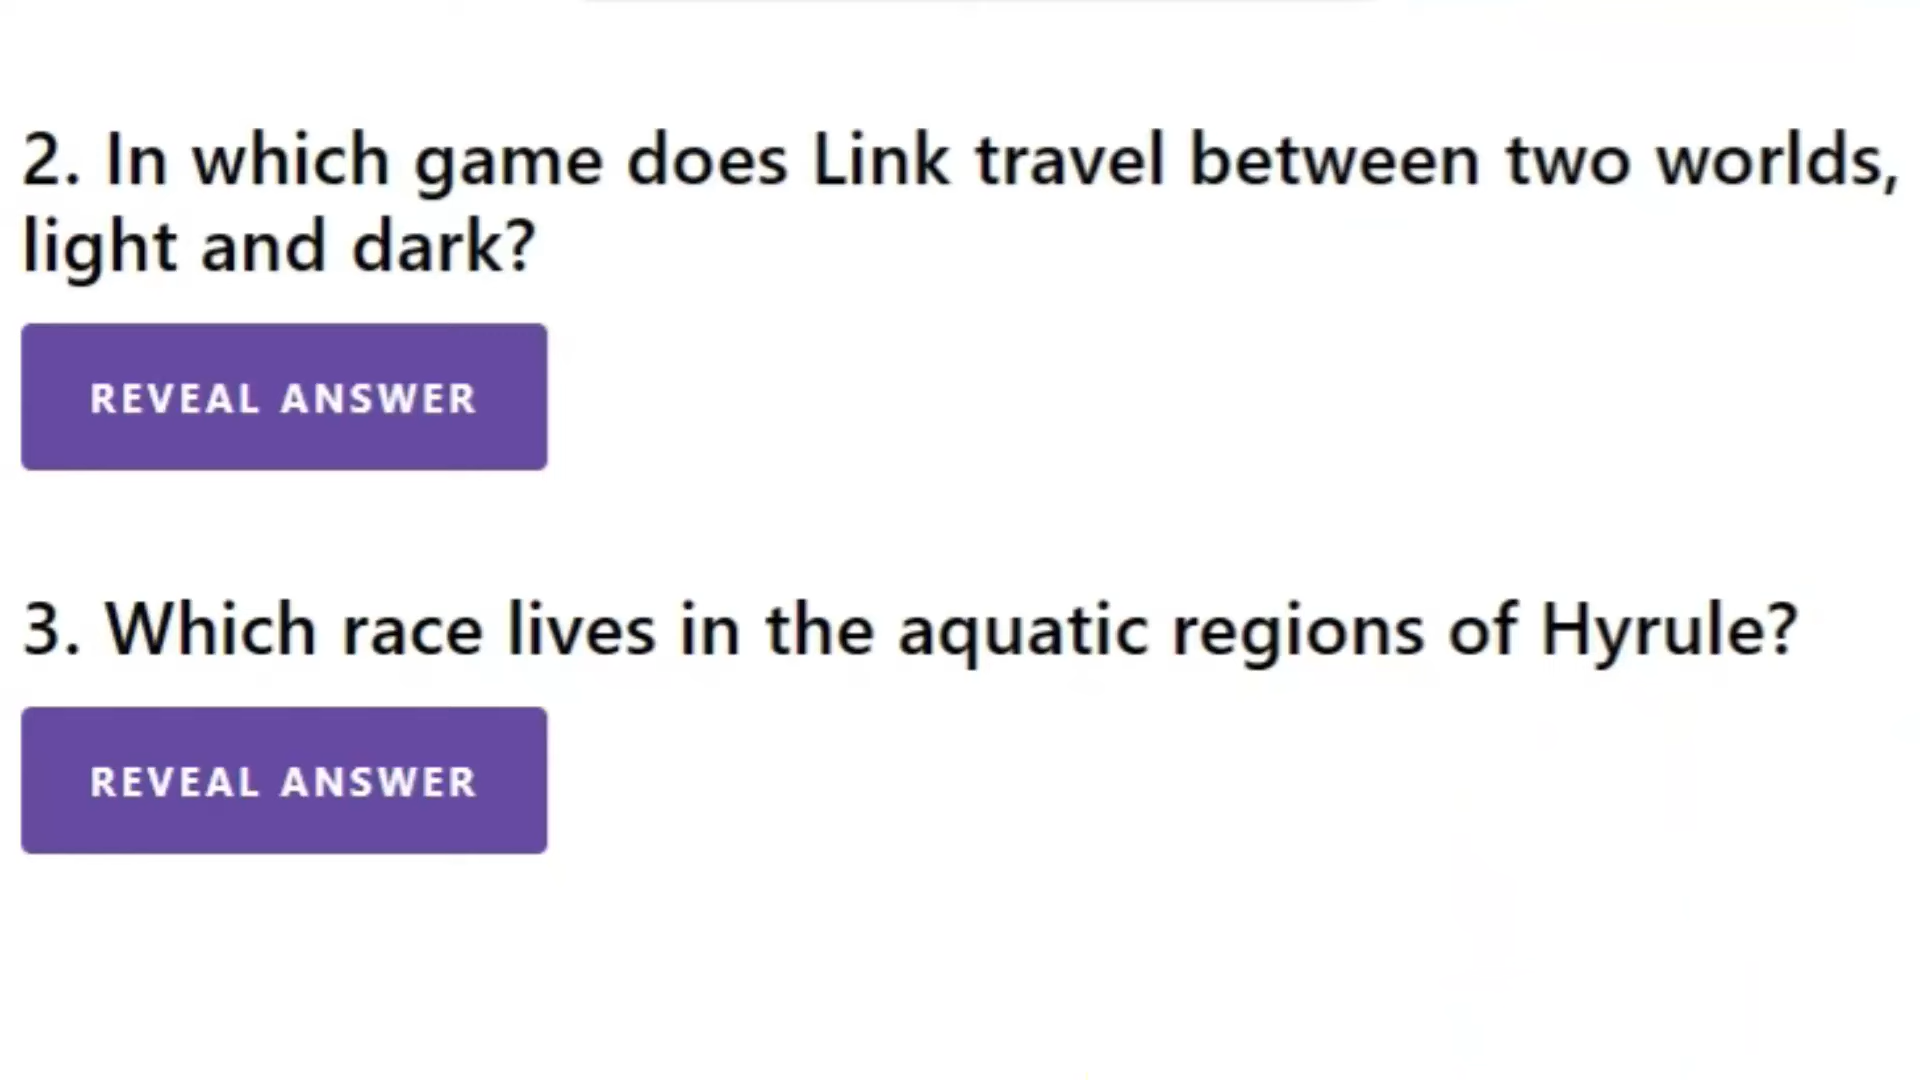 2. In which game does Link travel between two worlds,
light and dark?
REVEAL ANSWER
3. Which race lives in the aquatic regions of Hyrule?
REVEAL ANSWER